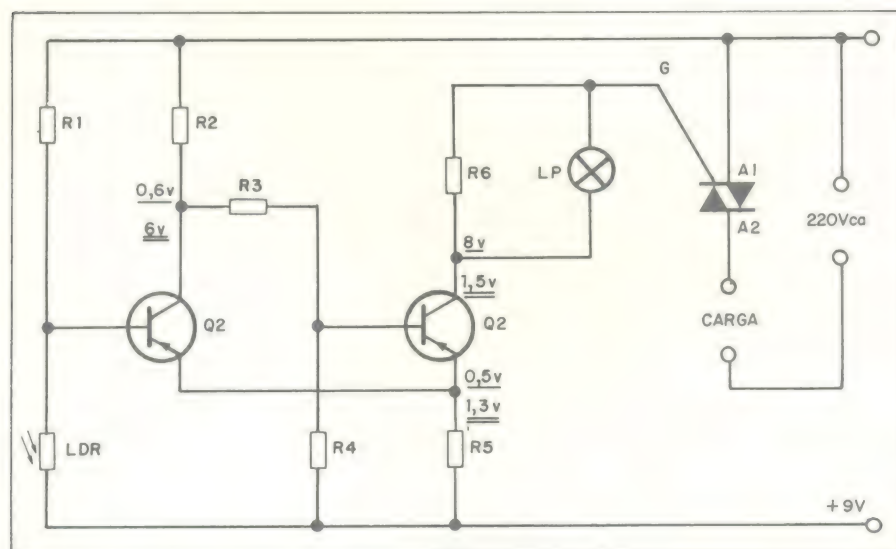 G
R1
R2
R6
LP
A1
0,6v
R3
A2
220Vca
6v
8v
1,5v
Q2
Q2
CARGA
0,5v
1,3v
LDR
R4
R5
+9V